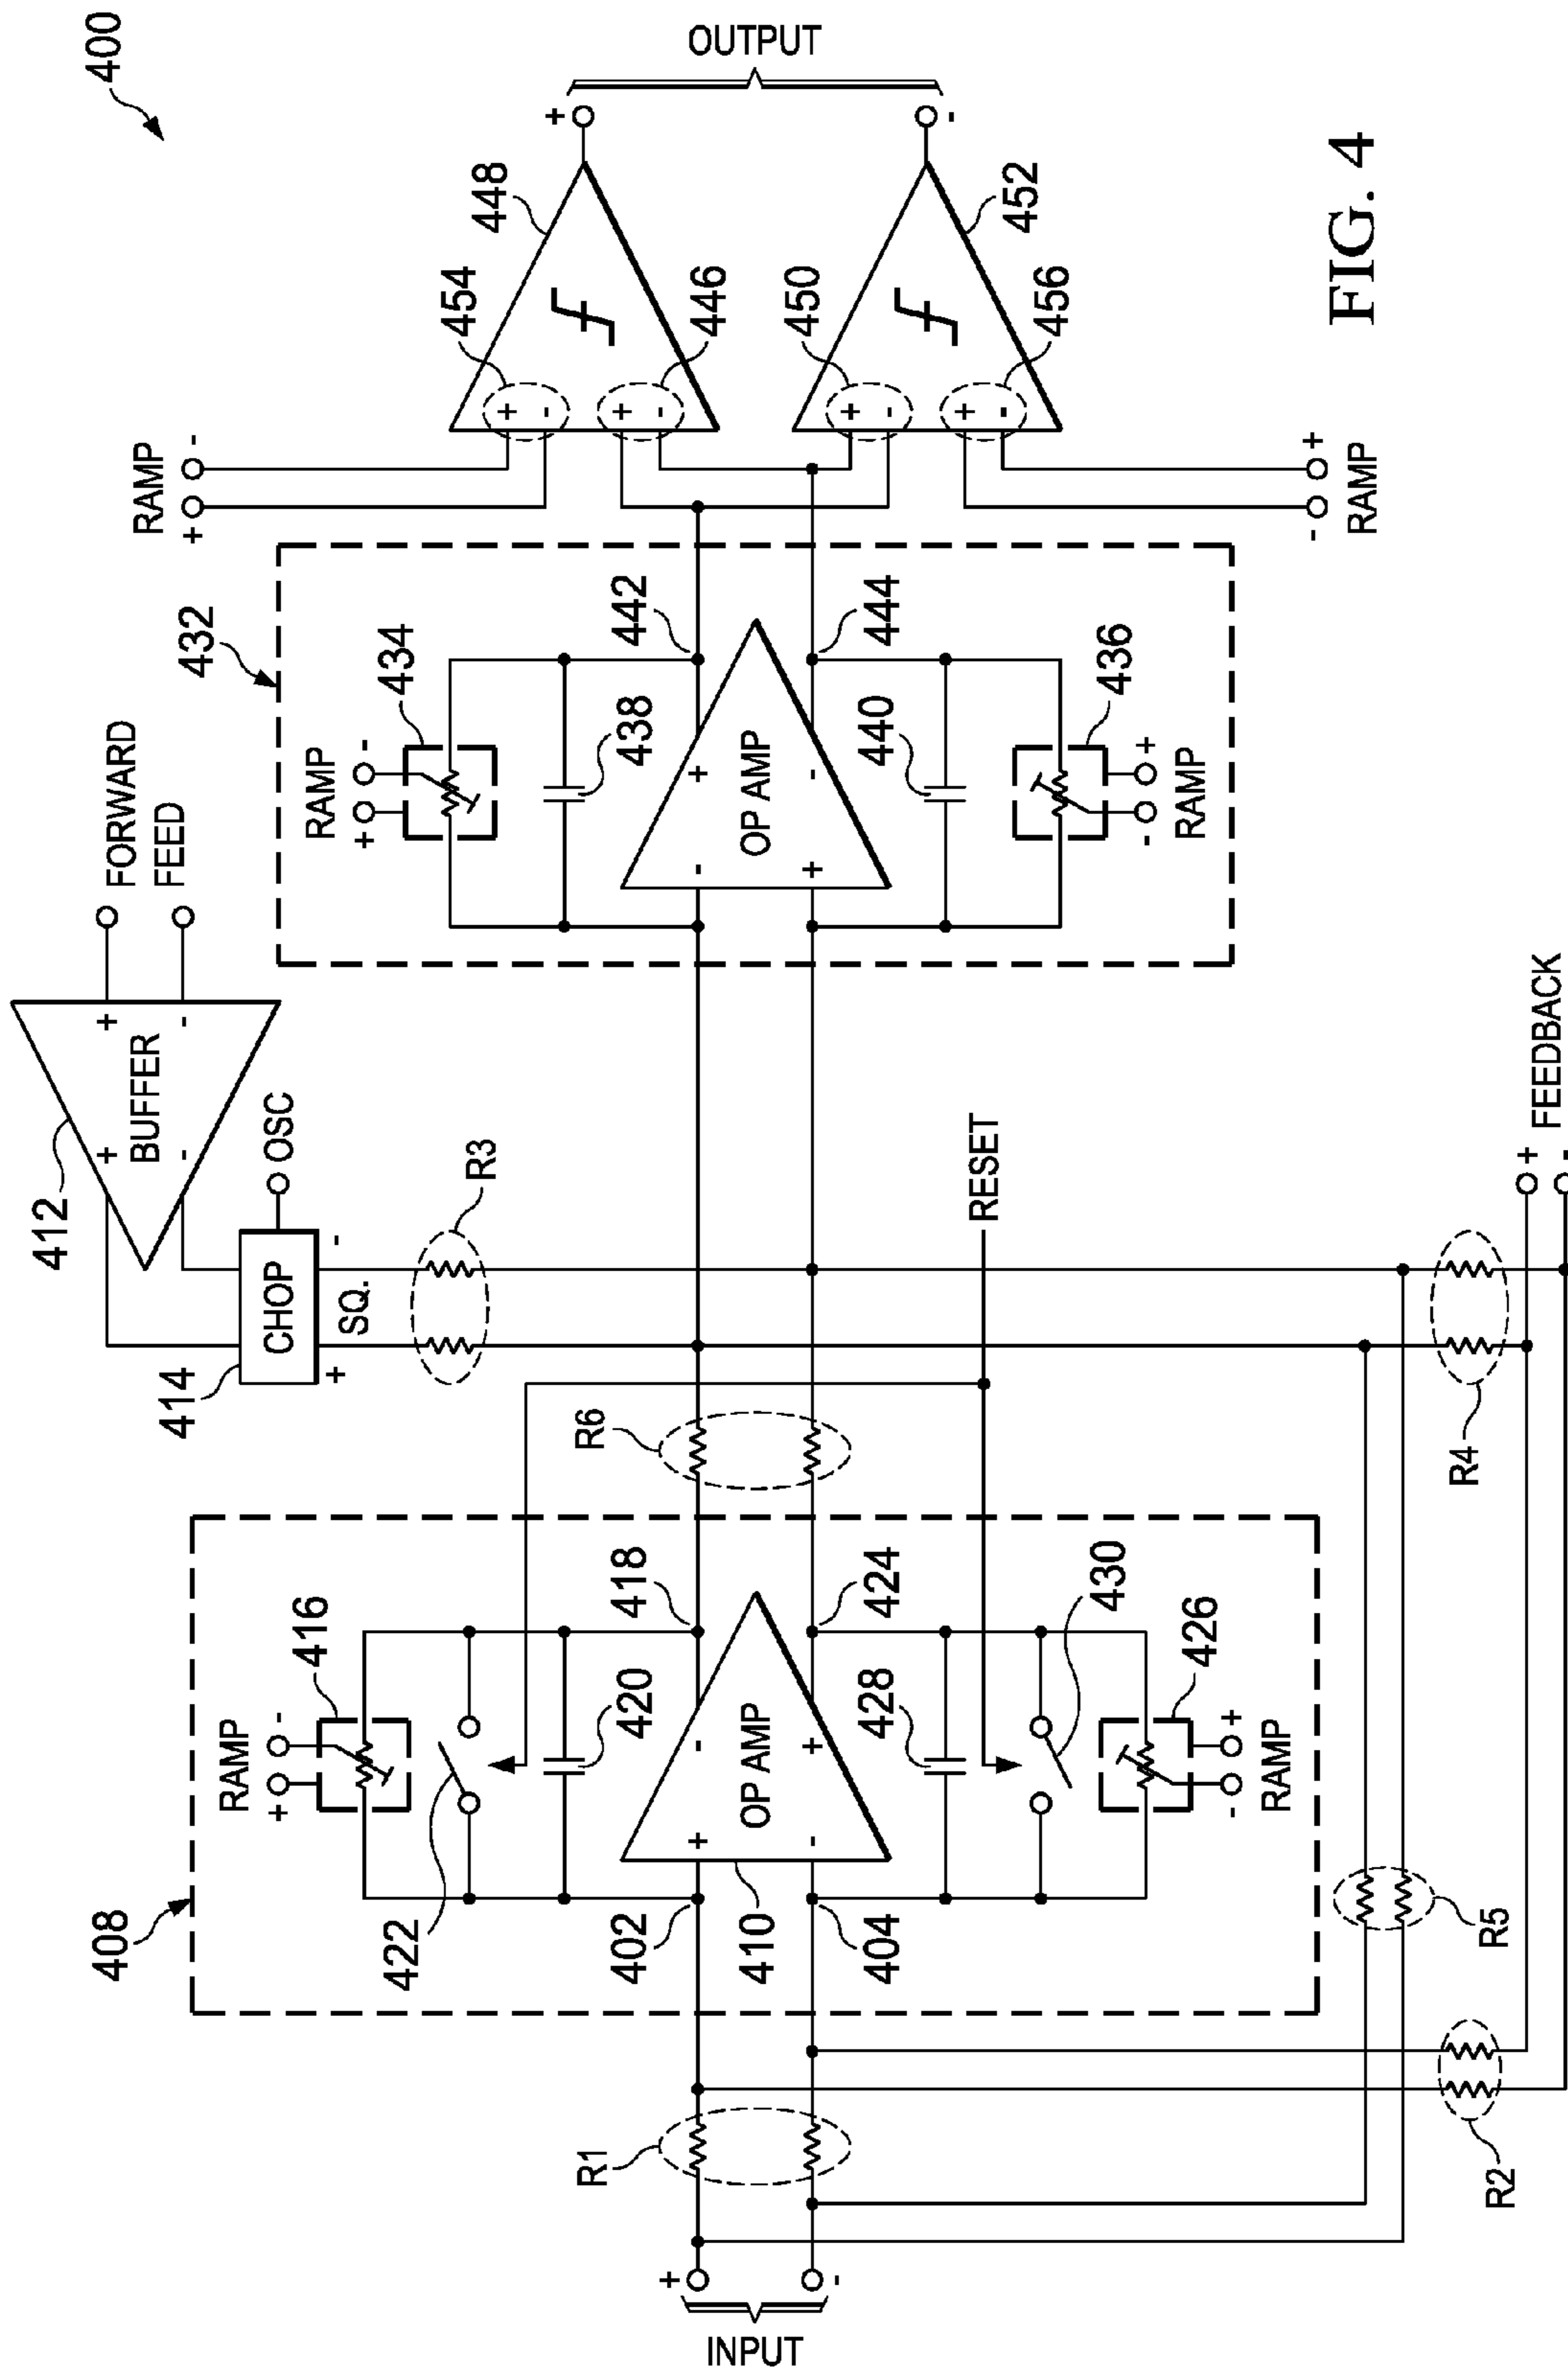 400
OUTPUT
+
-
448
454
446
+
-
+
-
452
450
456
+
-
+
-
RAMP
+
-
RAMP
-
+
FIG. 4
432
434
RAMP
+
-
442
438
OP AMP
-
+
+
-
444
440
436
RAMP
-
+
FORWARD
FEED
BUFFER
+
-
+
-
412
OSC
CHOP
414
SQ.
+
-
R3
RESET
R6
FEEDBACK
+
-
R4
408
416
RAMP
+
-
418
420
422
402
OP AMP
+
-
-
+
410
404
424
428
430
426
RAMP
-
+
R5
R1
R2
INPUT
+
-